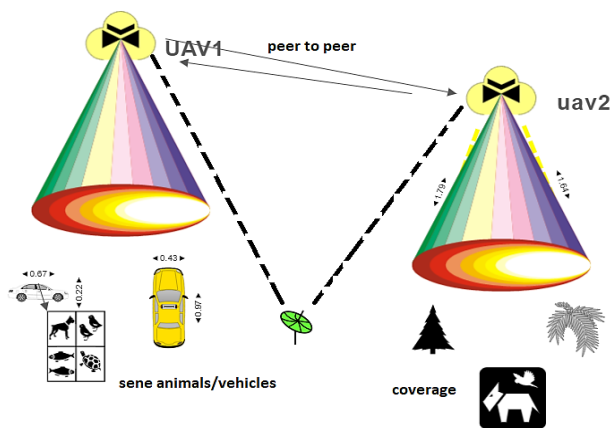 UAV1
peer to peer
uav2
1.79
1.64
0.67
0.22
0.43
0.97
sene animals/vehicles
coverage